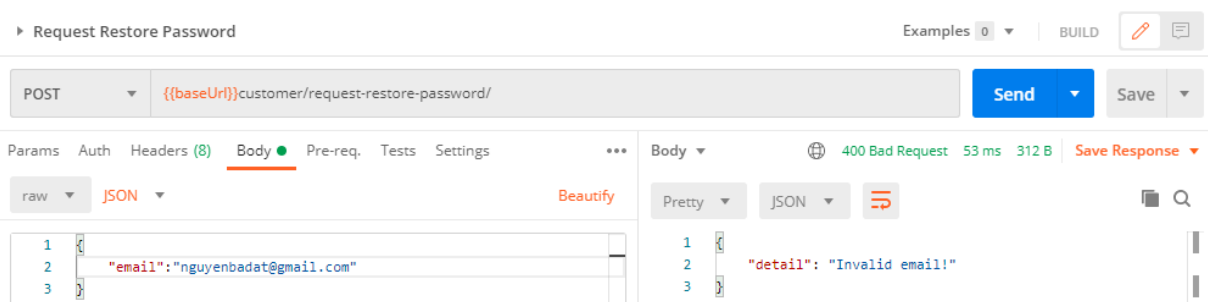 Request Restore Password Examples 0 BUILD
POST {{baseUrl}}customer/request-restore-password/ Send Save
Params Auth Headers (8) Body Pre-req. Tests Settings ••• Body 400 Bad Request 53 ms 312 B Save Response
raw JSON Beautify Pretty JSON
1 { 1 {
2 "email":"nguyenbadat@gmail.com" 2 "detail": "Invalid email!"
3 } 3 }